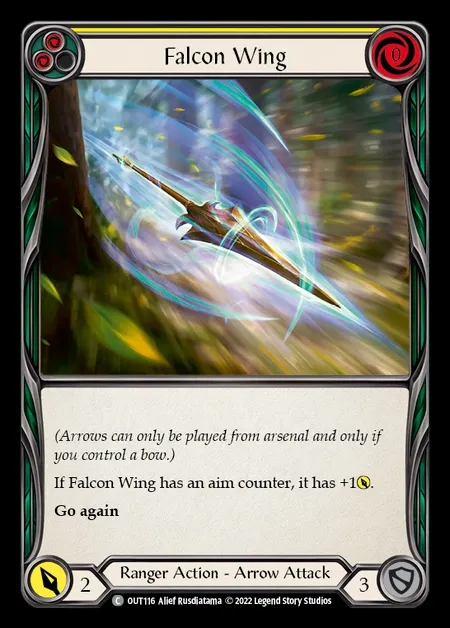 Falcon Wing
0
(Arrows can only be played from arsenal and only if
you control a bow.)
If Falcon Wing has an aim counter, it has +1.
Go again
2
Ranger Action - Arrow Attack
3
C OUT116 Alief Rusdiatama © 2022 Legend Story Studios